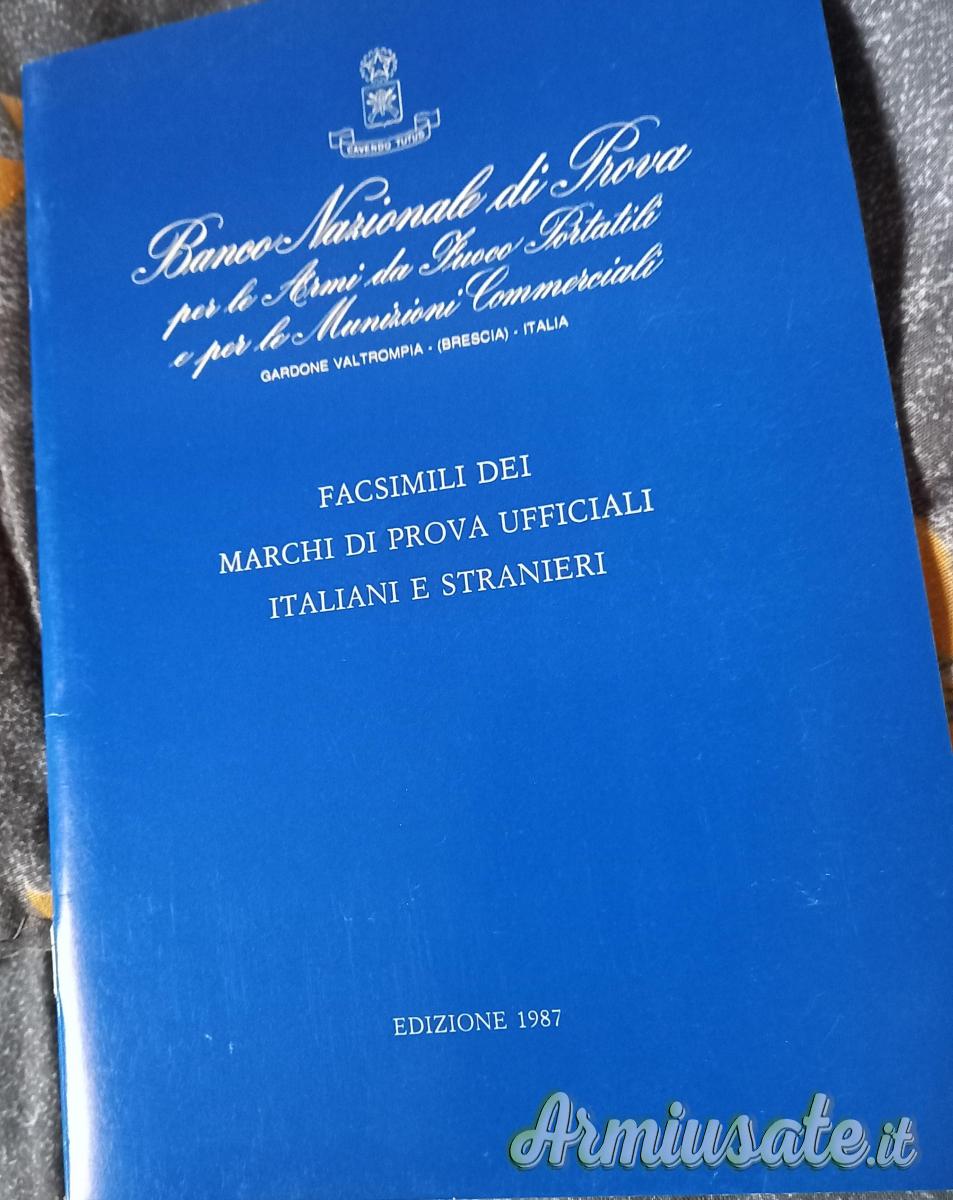 CAVENDO TUTUS
Banco Nazionale di Prova
per le Armi da Fuoco Portatili
e per le Munizioni Commerciali
GARDONE VALTROMPIA - (BRESCIA) - ITALIA
FACSIMILI DEI
MARCHI DI PROVA UFFICIALI
ITALIANI E STRANIERI
EDIZIONE 1987
Armiusate.it